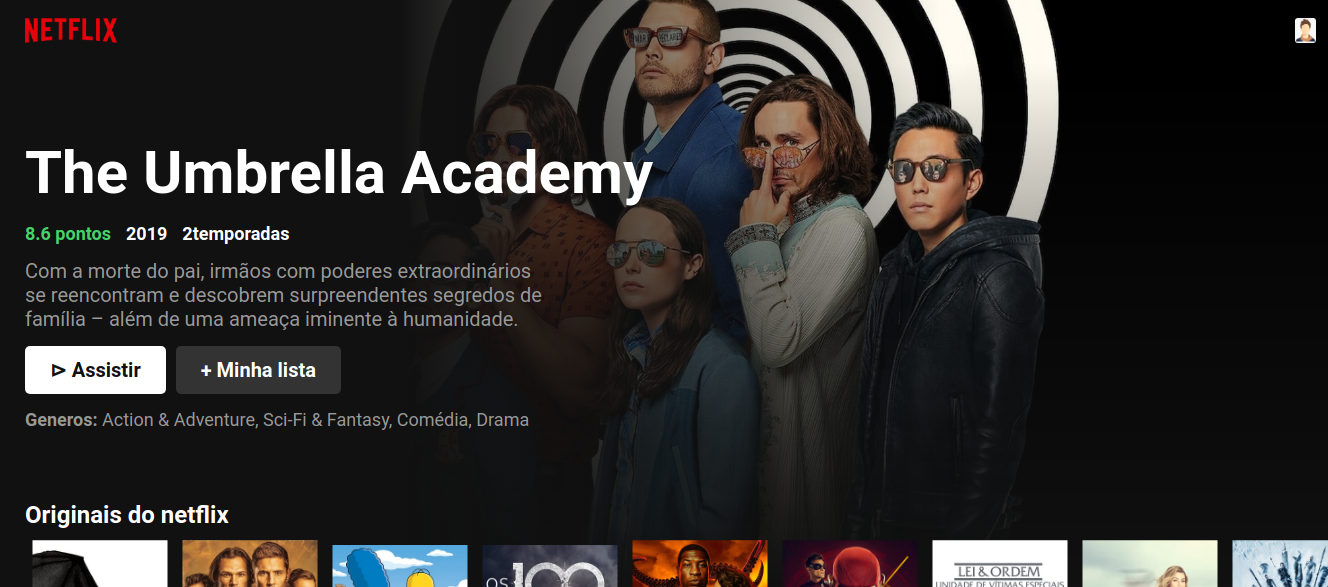 NETFLIX
The Umbrella Academy
8.6 pontos 2019 2temporadas
Com a morte do pai, irmãos com poderes extraordinários
se reencontram e descobrem surpreendentes segredos de
família – além de uma ameaça iminente à humanidade.
⊳ Assistir + Minha lista
Generos: Action & Adventure, Sci-Fi & Fantasy, Comédia, Drama
Originais do netflix
OS 100
LEI & ORDEM
UNIDADE DE VÍTIMAS ESPECIAIS